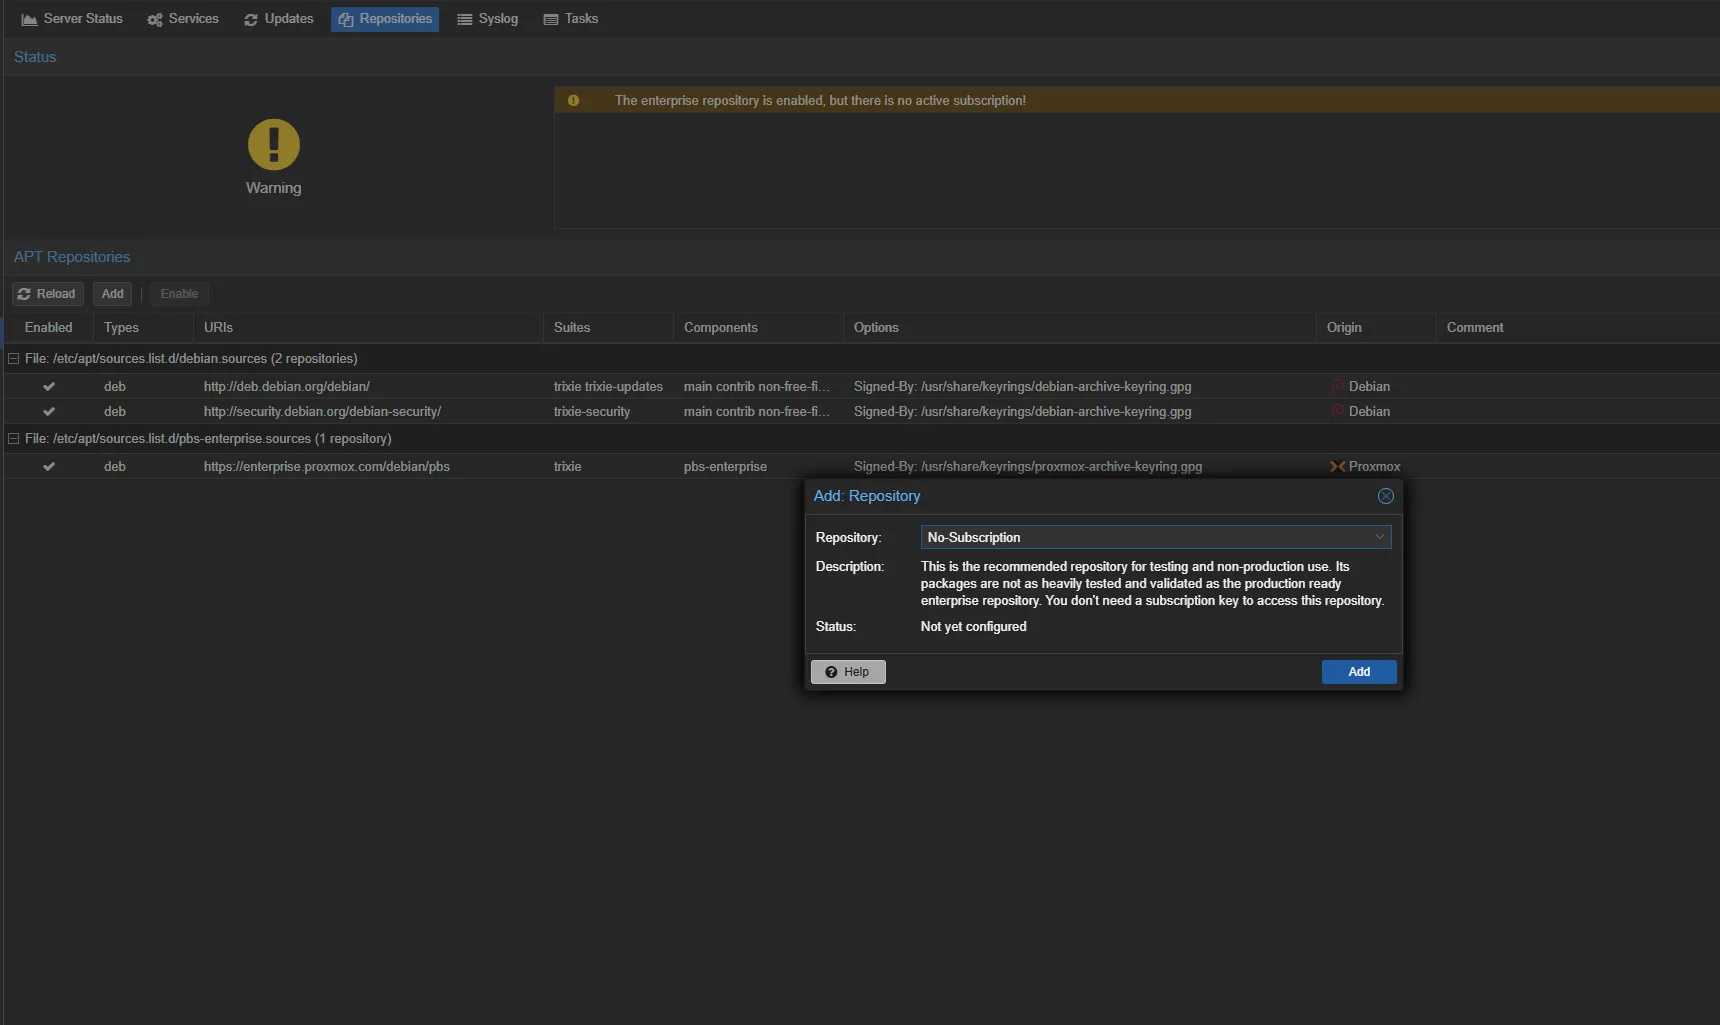 Server Status Services Updates Repositories Syslog Tasks
Status
The enterprise repository is enabled, but there is no active subscription!
Warning
APT Repositories
Reload Add Enable
Enabled Types URIs Suites Components Options Origin Comment
File: /etc/apt/sources.list.d/debian.sources (2 repositories)
deb http://deb.debian.org/debian/ trixie trixie-updates main contrib non-free-fi... Signed-By: /usr/share/keyrings/debian-archive-keyring.gpg Debian
deb http://security.debian.org/debian-security/ trixie-security main contrib non-free-fi... Signed-By: /usr/share/keyrings/debian-archive-keyring.gpg Debian
File: /etc/apt/sources.list.d/pbs-enterprise.sources (1 repository)
deb https://enterprise.proxmox.com/debian/pbs trixie pbs-enterprise Signed-By: /usr/share/keyrings/proxmox-archive-keyring.gpg Proxmox
Add: Repository
Repository: No-Subscription
Description: This is the recommended repository for testing and non-production use. Its
packages are not as heavily tested and validated as the production ready
enterprise repository. You don't need a subscription key to access this repository.
Status: Not yet configured
Help Add